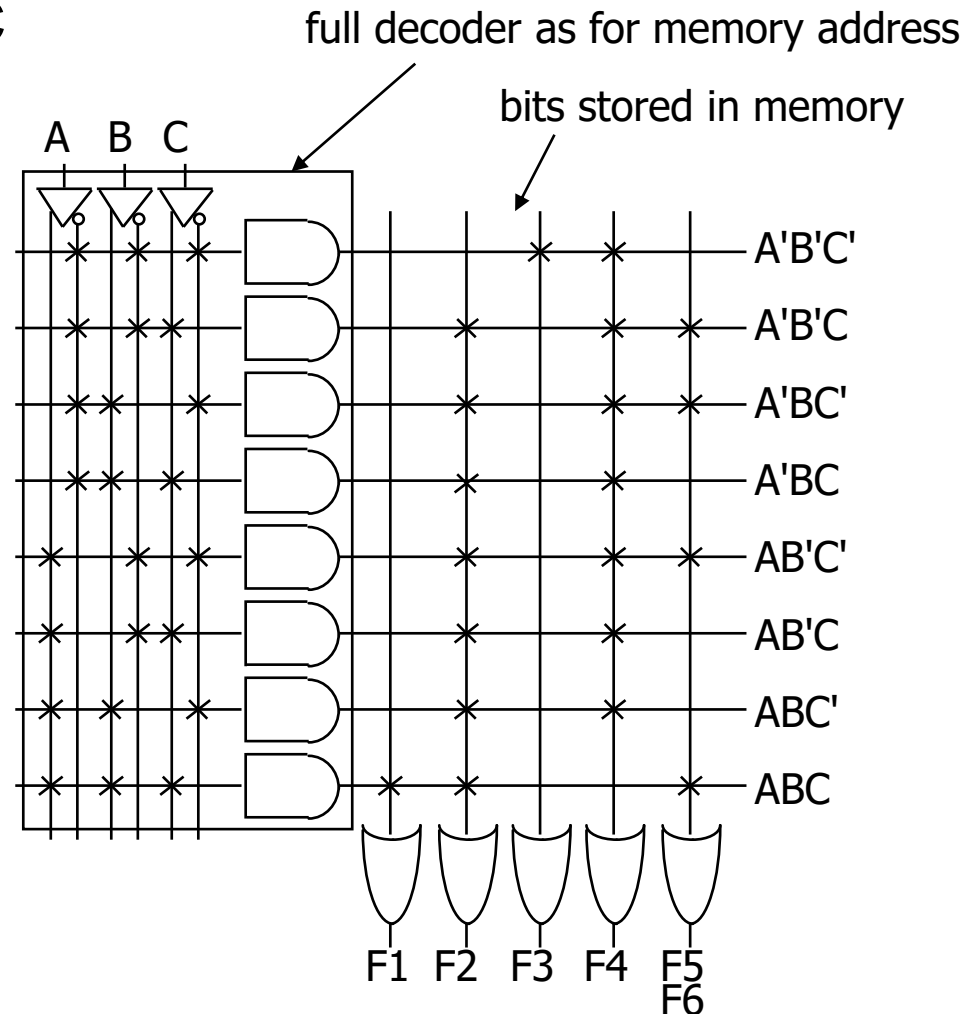 C
full decoder as for memory address
bits stored in memory
A B C
A'B'C'
A'B'C
A'BC'
A'BC
AB'C'
AB'C
ABC'
ABC
F1 F2 F3 F4 F5
F6